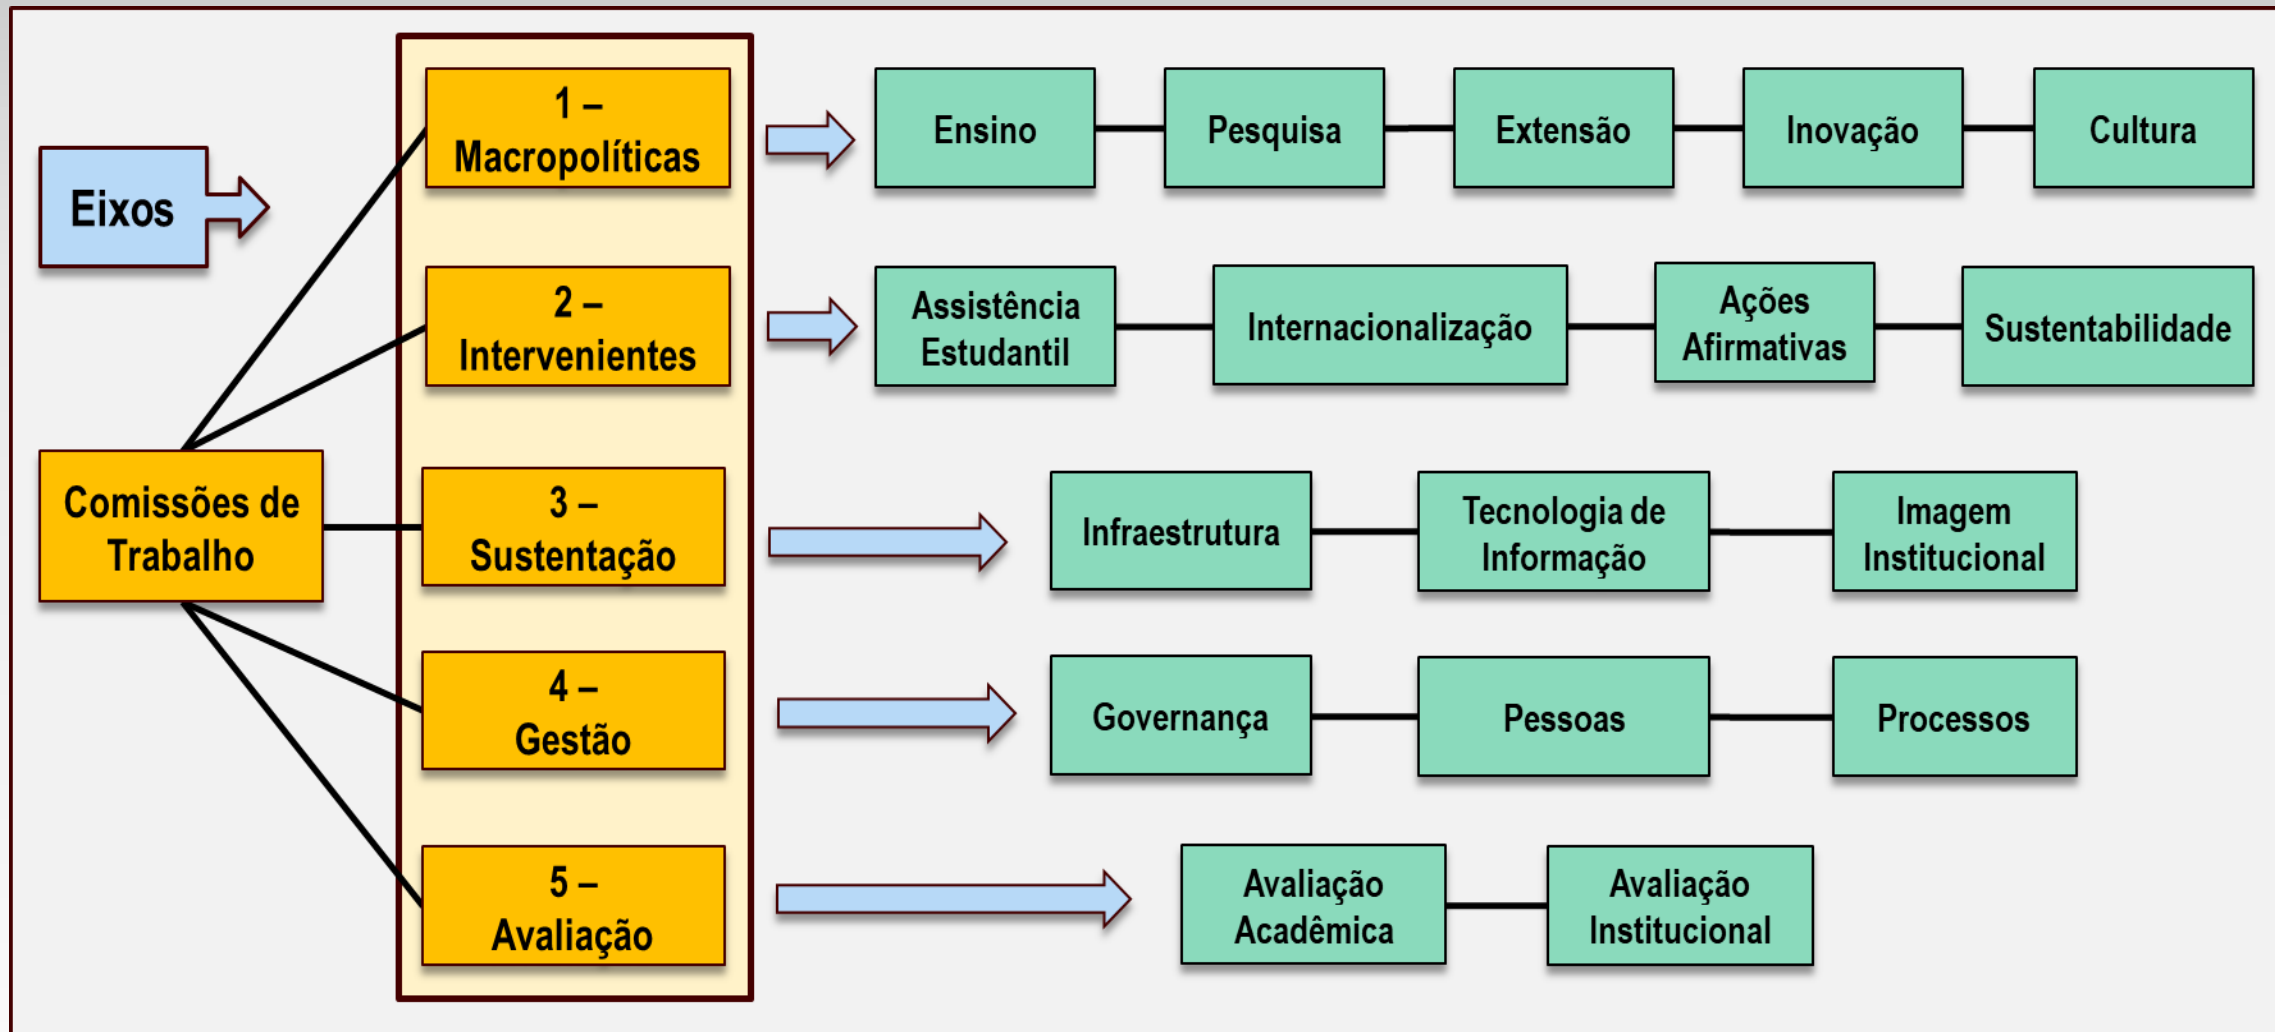 Eixos
Comissões de
Trabalho
1 –
Macropolíticas
Ensino
Pesquisa
Extensão
Inovação
Cultura
2 –
Intervenientes
Assistência
Estudantil
Internacionalização
Ações
Afirmativas
Sustentabilidade
3 –
Sustentação
Infraestrutura
Tecnologia de
Informação
Imagem
Institucional
4 –
Gestão
Governança
Pessoas
Processos
5 –
Avaliação
Avaliação
Acadêmica
Avaliação
Institucional